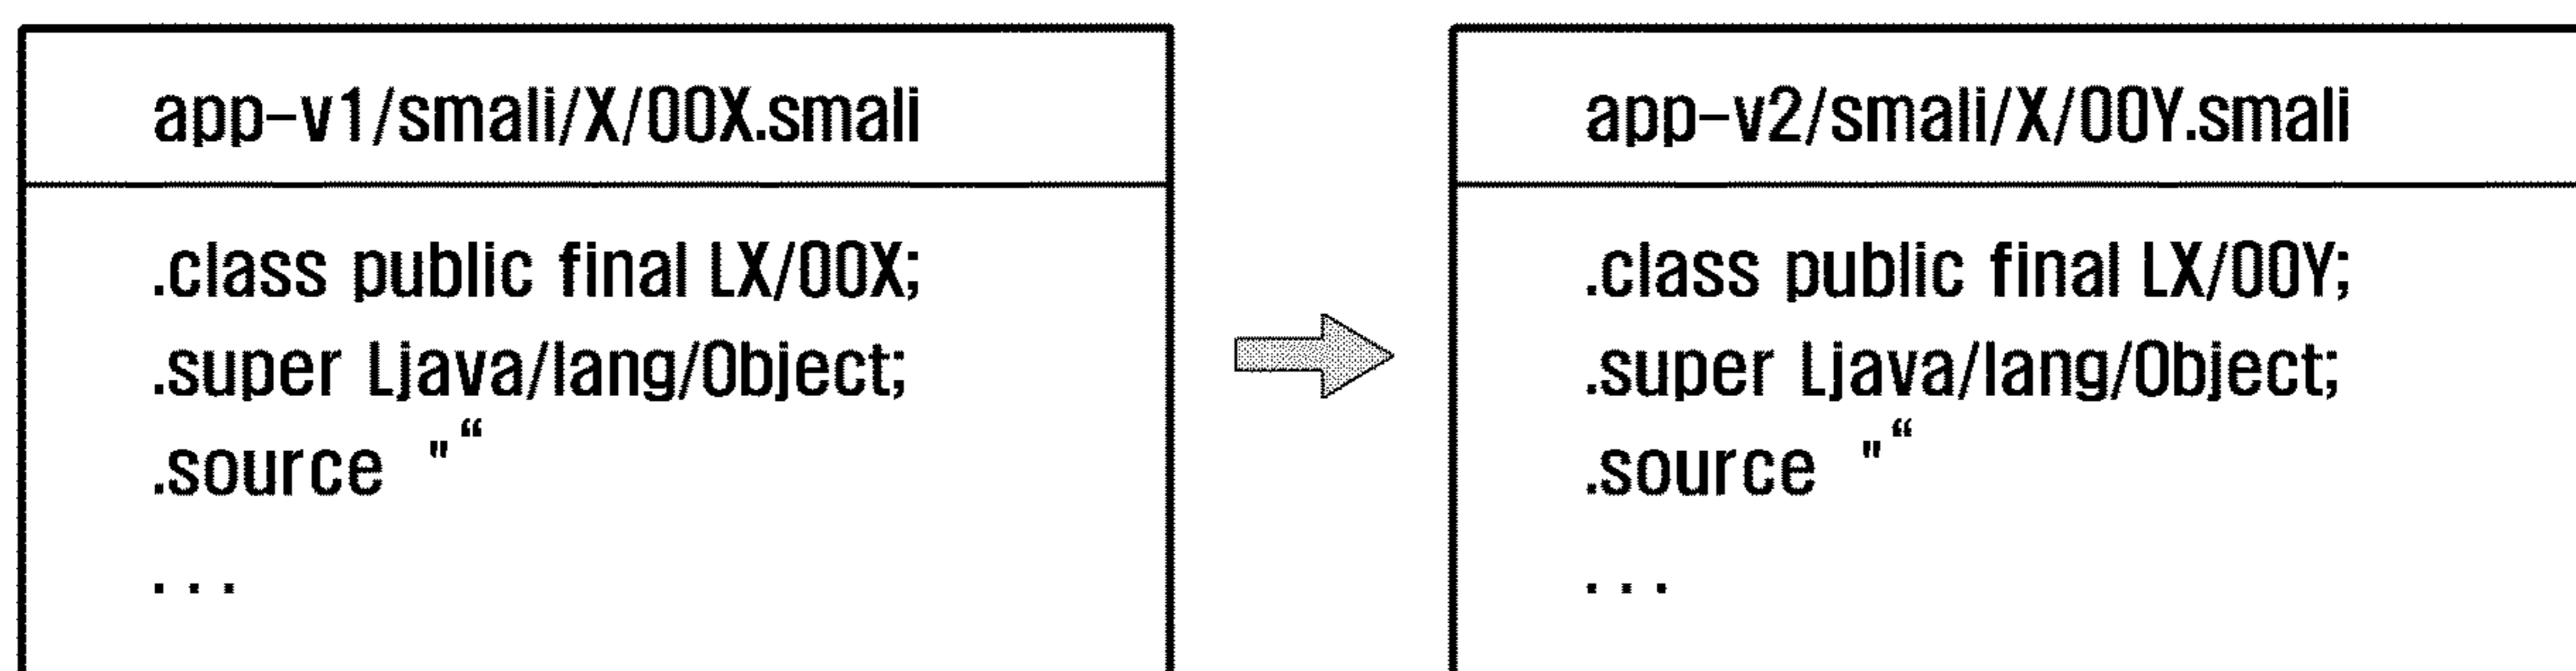 app-v1/smali/X/00X.smali
.class public final LX/00X;
.super Ljava/lang/Object;
.source "“
...
app-v2/smali/X/00Y.smali
.class public final LX/00Y;
.super Ljava/lang/Object;
.source "“
...